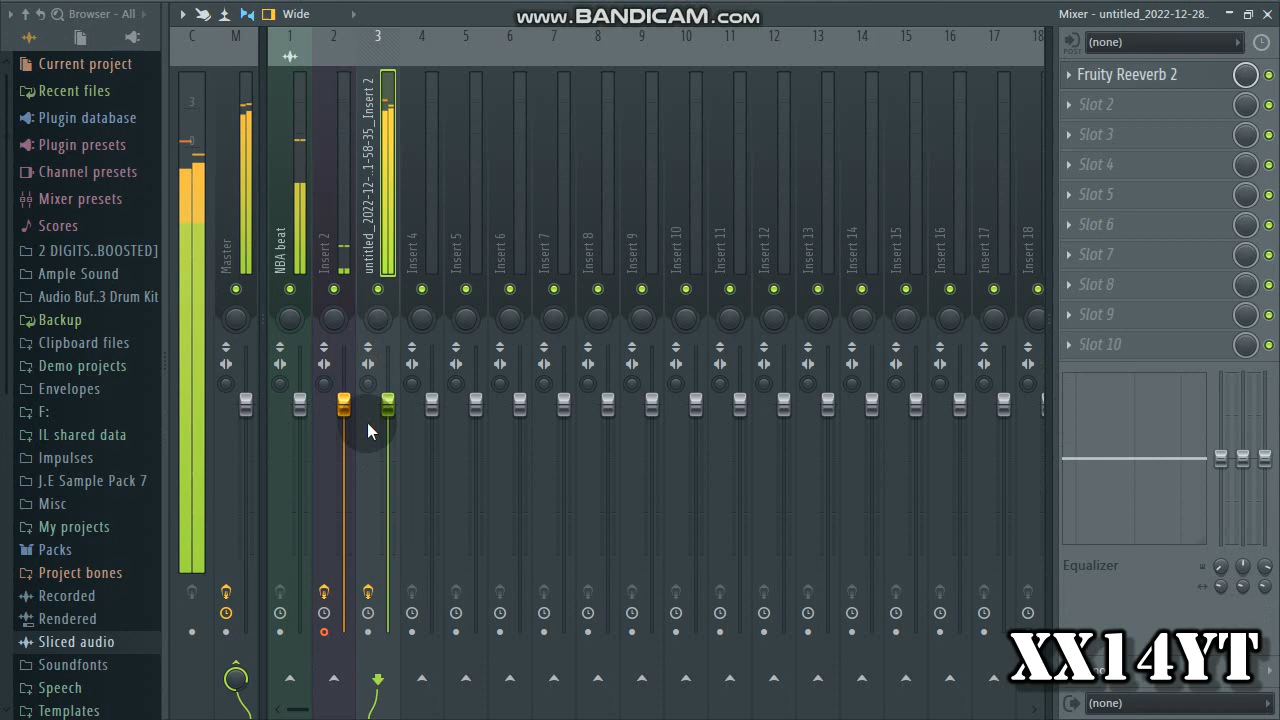 Browser - All
Wide
www.BANDICAM.com
Mixer - untitled_2022-12-28..
C M 1 2 3 4 5 6 7 8 9 10 11 12 13 14 15 16 17 18
POST
(none)
Current project
Recent files
Plugin database
Plugin presets
Channel presets
Mixer presets
Scores
2 DIGITS..BOOSTED]
Ample Sound
Audio Buf..3 Drum Kit
Backup
Clipboard files
Demo projects
Envelopes
F:
IL shared data
Impulses
J.E Sample Pack 7
Misc
My projects
Packs
Project bones
Recorded
Rendered
Sliced audio
Soundfonts
Speech
Templates
3
0
Master
NBA beat
Insert 2
untitled_2022-12-..1-58-35_Insert 2
Insert 4
Insert 5
Insert 6
Insert 7
Insert 8
Insert 9
Insert 10
Insert 11
Insert 12
Insert 13
Insert 14
Insert 15
Insert 16
Insert 17
Insert 18
Fruity Reeverb 2
Slot 2
Slot 3
Slot 4
Slot 5
Slot 6
Slot 7
Slot 8
Slot 9
Slot 10
Equalizer
XX14YT
(none)